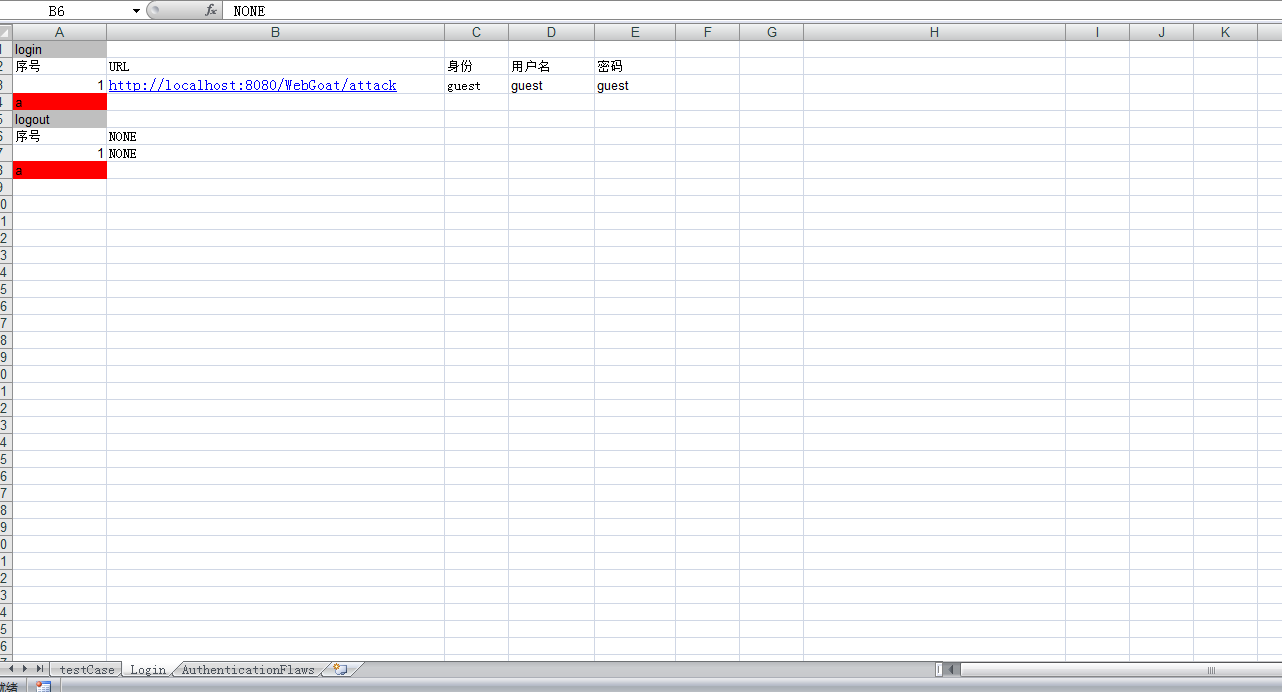 B6 fx NONE
A B C D E F G H I J K
1 login
2 序号 URL 身份 用户名 密码
3 1 http://localhost:8080/WebGoat/attack guest guest guest
4 a
5 logout
6 序号 NONE
7 1 NONE
8 a
9
0
1
2
3
4
5
6
7
8
9
0
1
2
3
4
5
6
7
8
9
0
1
2
3
4
5
6
testCase Login AuthenticationFlaws
就绪